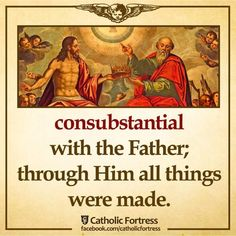 consubstantial
with the Father;
through Him all things
were made.
Catholic Fortress
facebook.com/catholicfortress